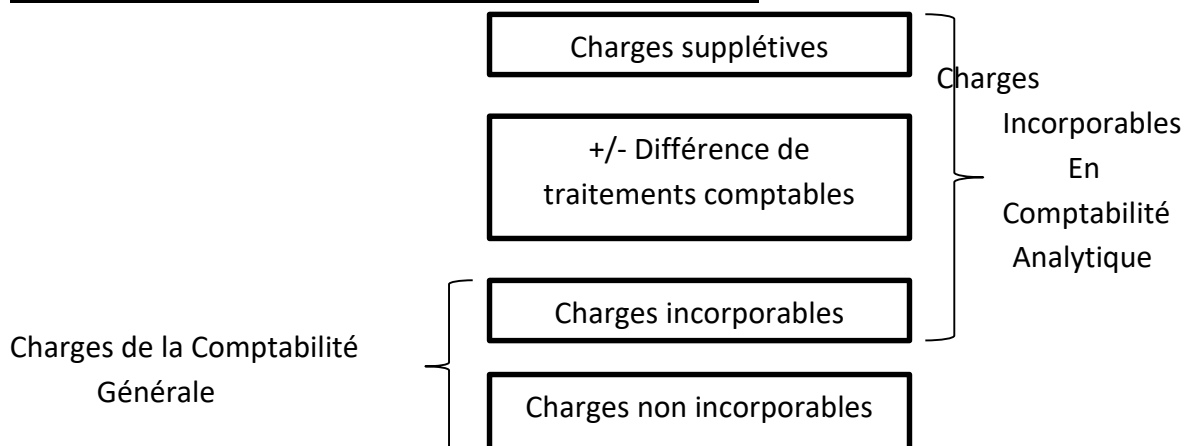 Charges supplétives
+/- Différence de
traitements comptables
Charges incorporables
Charges non incorporables
Charges
Incorporables
En
Comptabilité
Analytique
Charges de la Comptabilité
Générale